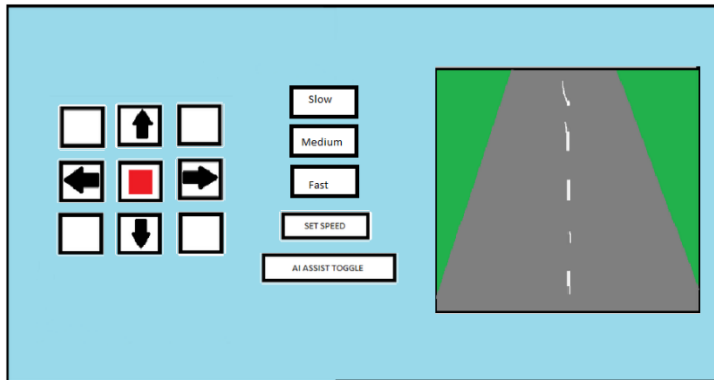 Slow
Medium
Fast
SET SPEED
AI ASSIST TOGGLE